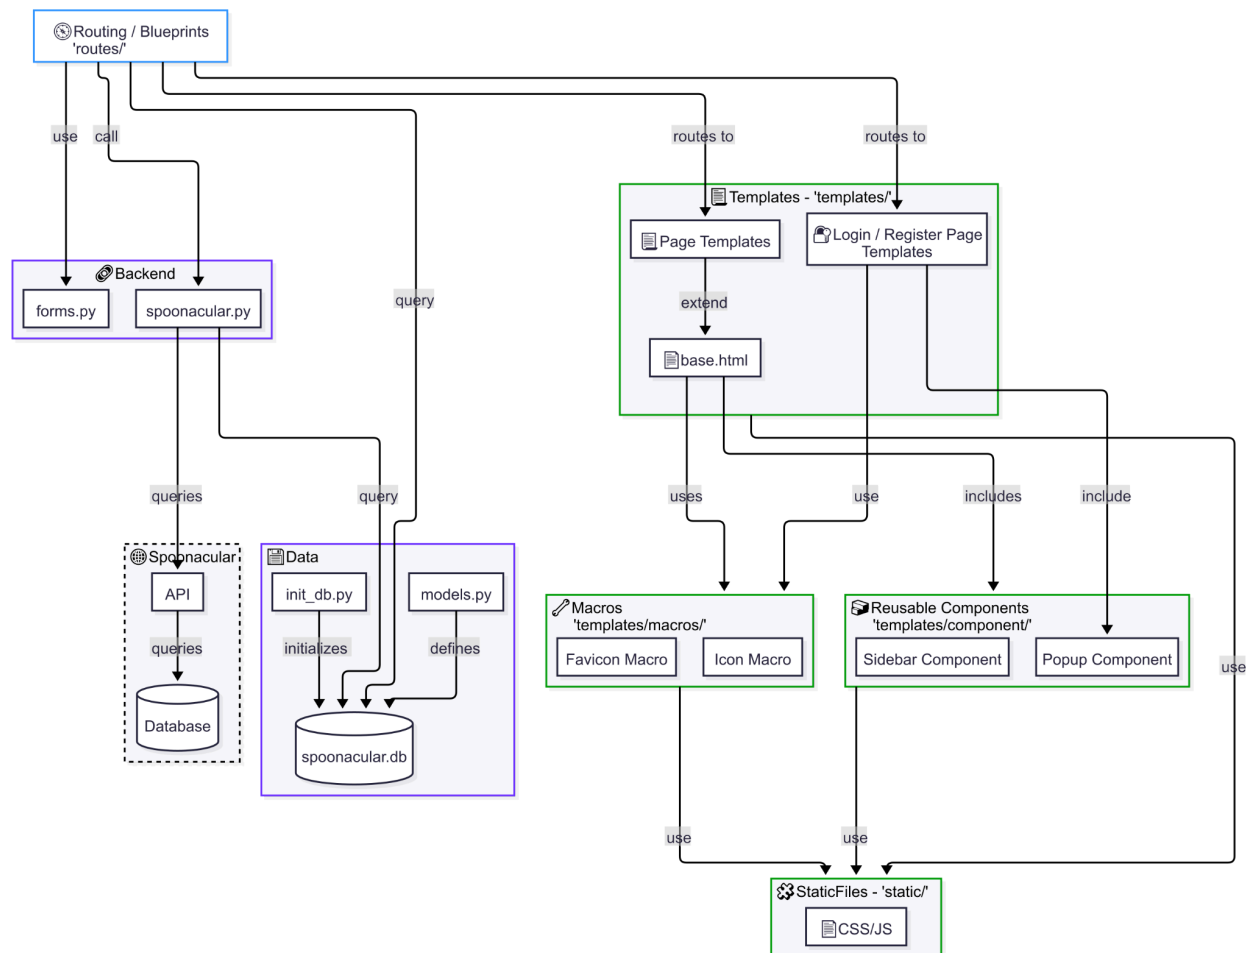 Routing / Blueprints
'routes/'
use
call
routes to
routes to
Templates - 'templates/'
Page Templates
Login / Register Page
Templates
Backend
forms.py
spoonacular.py
query
extend
base.html
queries
query
uses
use
includes
include
Spoonacular
API
queries
Database
Data
init_db.py
models.py
initializes
defines
spoonacular.db
Macros
'templates/macros/'
Favicon Macro
Icon Macro
Reusable Components
'templates/component/'
Sidebar Component
Popup Component
use
use
use
StaticFiles - 'static/'
CSS/JS